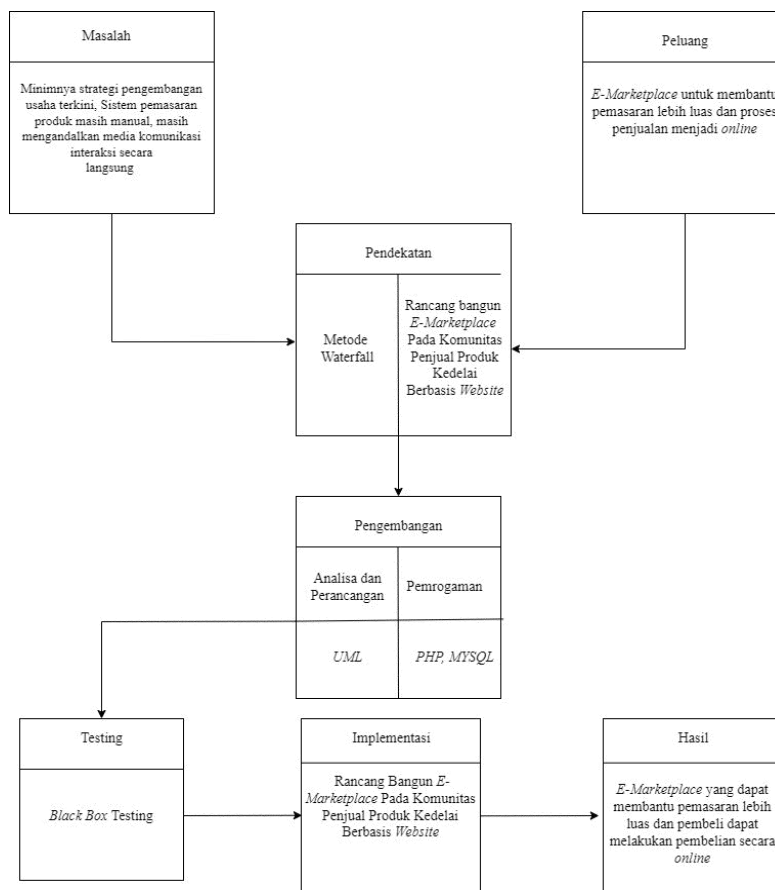 Masalah
Minimnya strategi pengembangan
usaha terkini, Sistem pemasaran
produk masih manual, masih
mengandalkan media komunikasi
interaksi secara
langsung
Peluang
E-Marketplace untuk membantu
pemasaran lebih luas dan proses
penjualan menjadi online
Pendekatan
Metode
Waterfall
Rancang bangun
E-Marketplace
Pada Komunitas
Penjual Produk
Kedelai
Berbasis Website
Pengembangan
Analisa dan
Perancangan
Pemrogaman
UML
PHP, MYSQL
Testing
Black Box Testing
Implementasi
Rancang Bangun E-
Marketplace Pada Komunitas
Penjual Produk Kedelai
Berbasis Website
Hasil
E-Marketplace yang dapat
membantu pemasaran lebih
luas dan pembeli dapat
melakukan pembelian secara
online